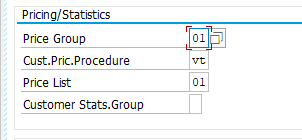 Pricing/Statistics
Price Group 01
Cust.Pric.Procedure vt
Price List 01
Customer Stats.Group